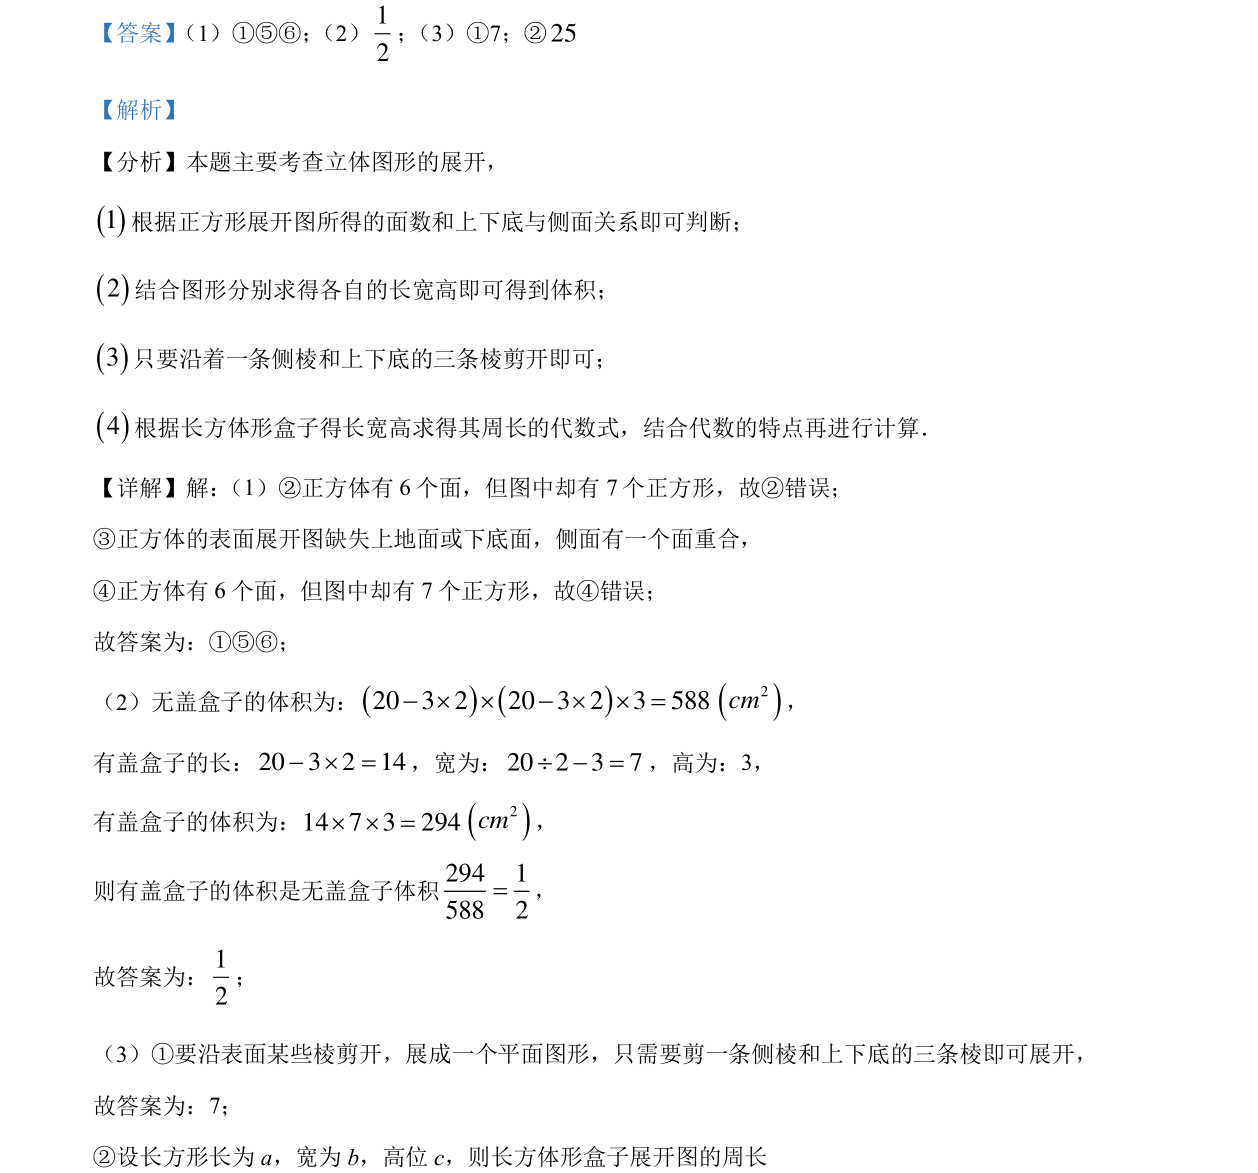 【答案】（1）①⑤⑥；（2）1/2；（3）①7；②25
【解析】
【分析】本题主要考查立体图形的展开，
(1)根据正方形展开图所得的面数和上下底与侧面关系即可判断；
(2)结合图形分别求得各自的长宽高即可得到体积；
(3)只要沿着一条侧棱和上下底的三条棱剪开即可；
(4)根据长方体形盒子得长宽高求得其周长的代数式，结合代数的特点再进行计算．
【详解】解：（1）②正方体有 6 个面，但图中却有 7 个正方形，故②错误；
③正方体的表面展开图缺失上地面或下底面，侧面有一个面重合，
④正方体有 6 个面，但图中却有 7 个正方形，故④错误；
故答案为：①⑤⑥；
（2）无盖盒子的体积为：(20−3×2)×(20−3×2)×3=588(cm²)，
有盖盒子的长：20−3×2=14，宽为：20÷2−3=7，高为：3，
有盖盒子的体积为：14×7×3=294(cm²)，
则有盖盒子的体积是无盖盒子体积294/588=1/2，
故答案为：1/2；
（3）①要沿表面某些棱剪开，展成一个平面图形，只需要剪一条侧棱和上下底的三条棱即可展开，
故答案为：7；
②设长方形长为 a，宽为 b，高位 c，则长方体形盒子展开图的周长